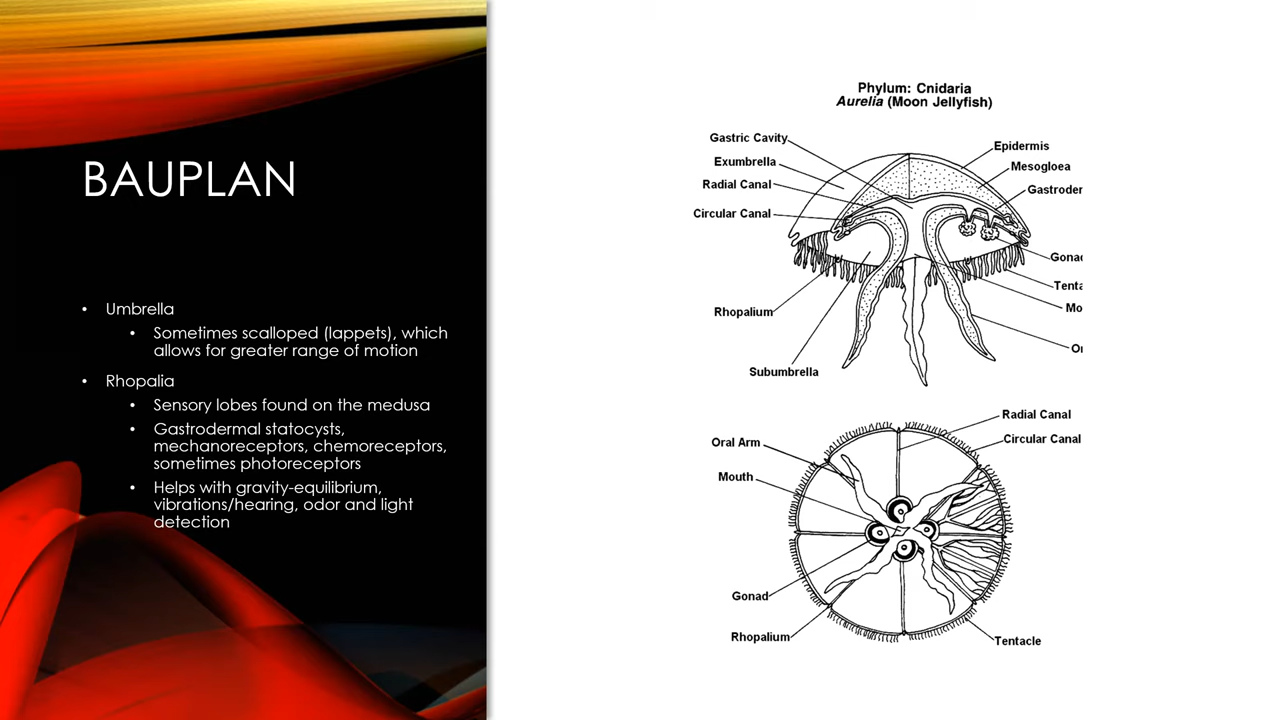 BAUPLAN
• Umbrella
• Sometimes scalloped (lappets), which
allows for greater range of motion
• Rhopalia
• Sensory lobes found on the medusa
• Gastrodermal statocysts,
mechanoreceptors, chemoreceptors,
sometimes photoreceptors
• Helps with gravity-equilibrium,
vibrations/hearing, odor and light
detection
Phylum: Cnidaria
Aurelia (Moon Jellyfish)
Gastric Cavity
Exumbrella
Radial Canal
Circular Canal
Rhopalium
Subumbrella
Epidermis
Mesogloea
Gastroder
Gonad
Tenta
Mo
Or
Oral Arm
Mouth
Gonad
Rhopalium
Radial Canal
Circular Canal
Tentacle